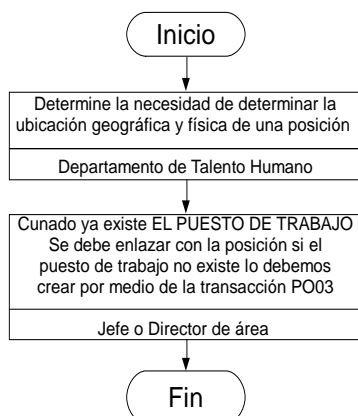 Inicio
Determine la necesidad de determinar la
ubicación geográfica y física de una posición
Departamento de Talento Humano
Cunado ya existe EL PUESTO DE TRABAJO
Se debe enlazar con la posición si el
puesto de trabajo no existe lo debemos
crear por medio de la transacción PO03
Jefe o Director de área
Fin